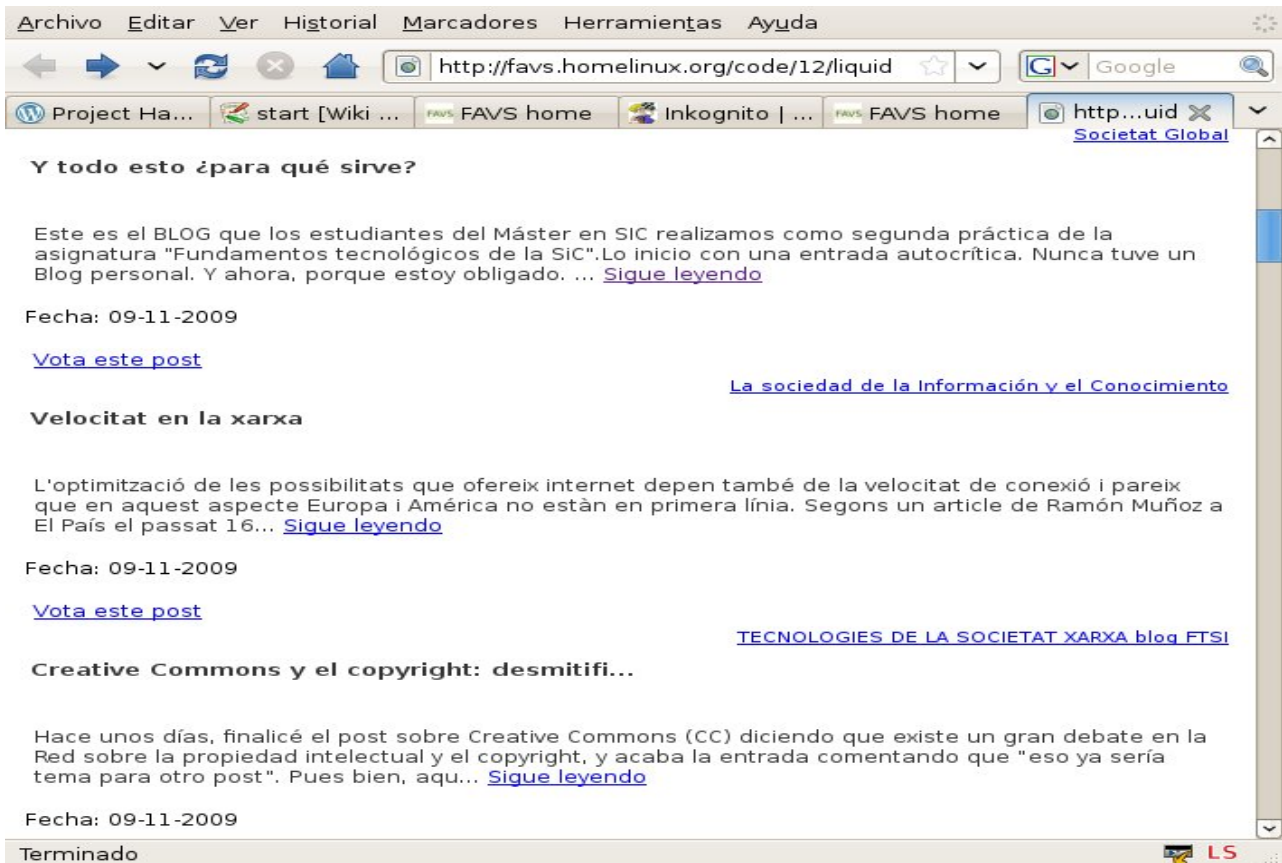 Archivo Editar Ver Historial Marcadores Herramientas Ayuda
http://favs.homelinux.org/code/12/liquid
G Google
Project Ha... start [Wiki ... FAVS FAVS home Inkognito | ... FAVS FAVS home http...uid
Societat Global
Y todo esto ¿para qué sirve?
Este es el BLOG que los estudiantes del Máster en SIC realizamos como segunda práctica de la
asignatura "Fundamentos tecnológicos de la SiC".Lo inicio con una entrada autocrítica. Nunca tuve un
Blog personal. Y ahora, porque estoy obligado. ... Sigue leyendo
Fecha: 09-11-2009
Vota este post
La sociedad de la Información y el Conocimiento
Velocitat en la xarxa
L'optimització de les possibilitats que ofereix internet depen també de la velocitat de conexió i pareix
que en aquest aspecte Europa i América no estàn en primera línia. Segons un article de Ramón Muñoz a
El País el passat 16... Sigue leyendo
Fecha: 09-11-2009
Vota este post
TECNOLOGIES DE LA SOCIETAT XARXA blog FTSI
Creative Commons y el copyright: desmitifi...
Hace unos días, finalicé el post sobre Creative Commons (CC) diciendo que existe un gran debate en la
Red sobre la propiedad intelectual y el copyright, y acaba la entrada comentando que "eso ya sería
tema para otro post". Pues bien, aqu... Sigue leyendo
Fecha: 09-11-2009
Terminado
LS